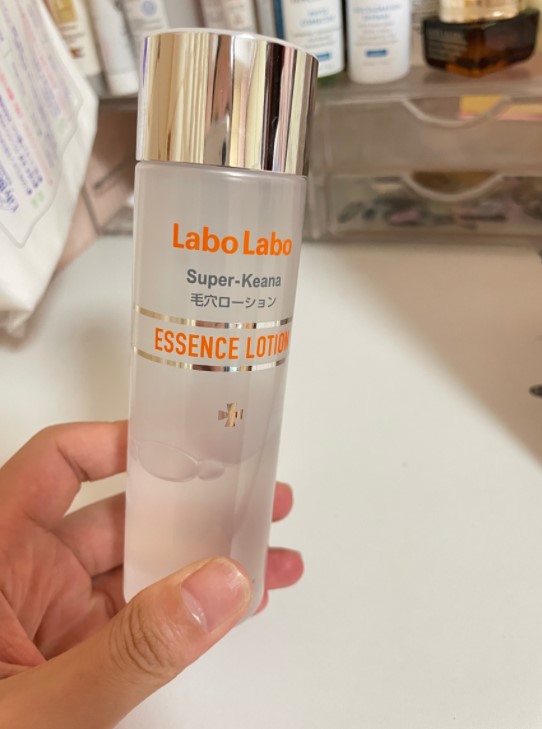 Labo Labo
Super-Keana
毛穴ローション
ESSENCE LOTION